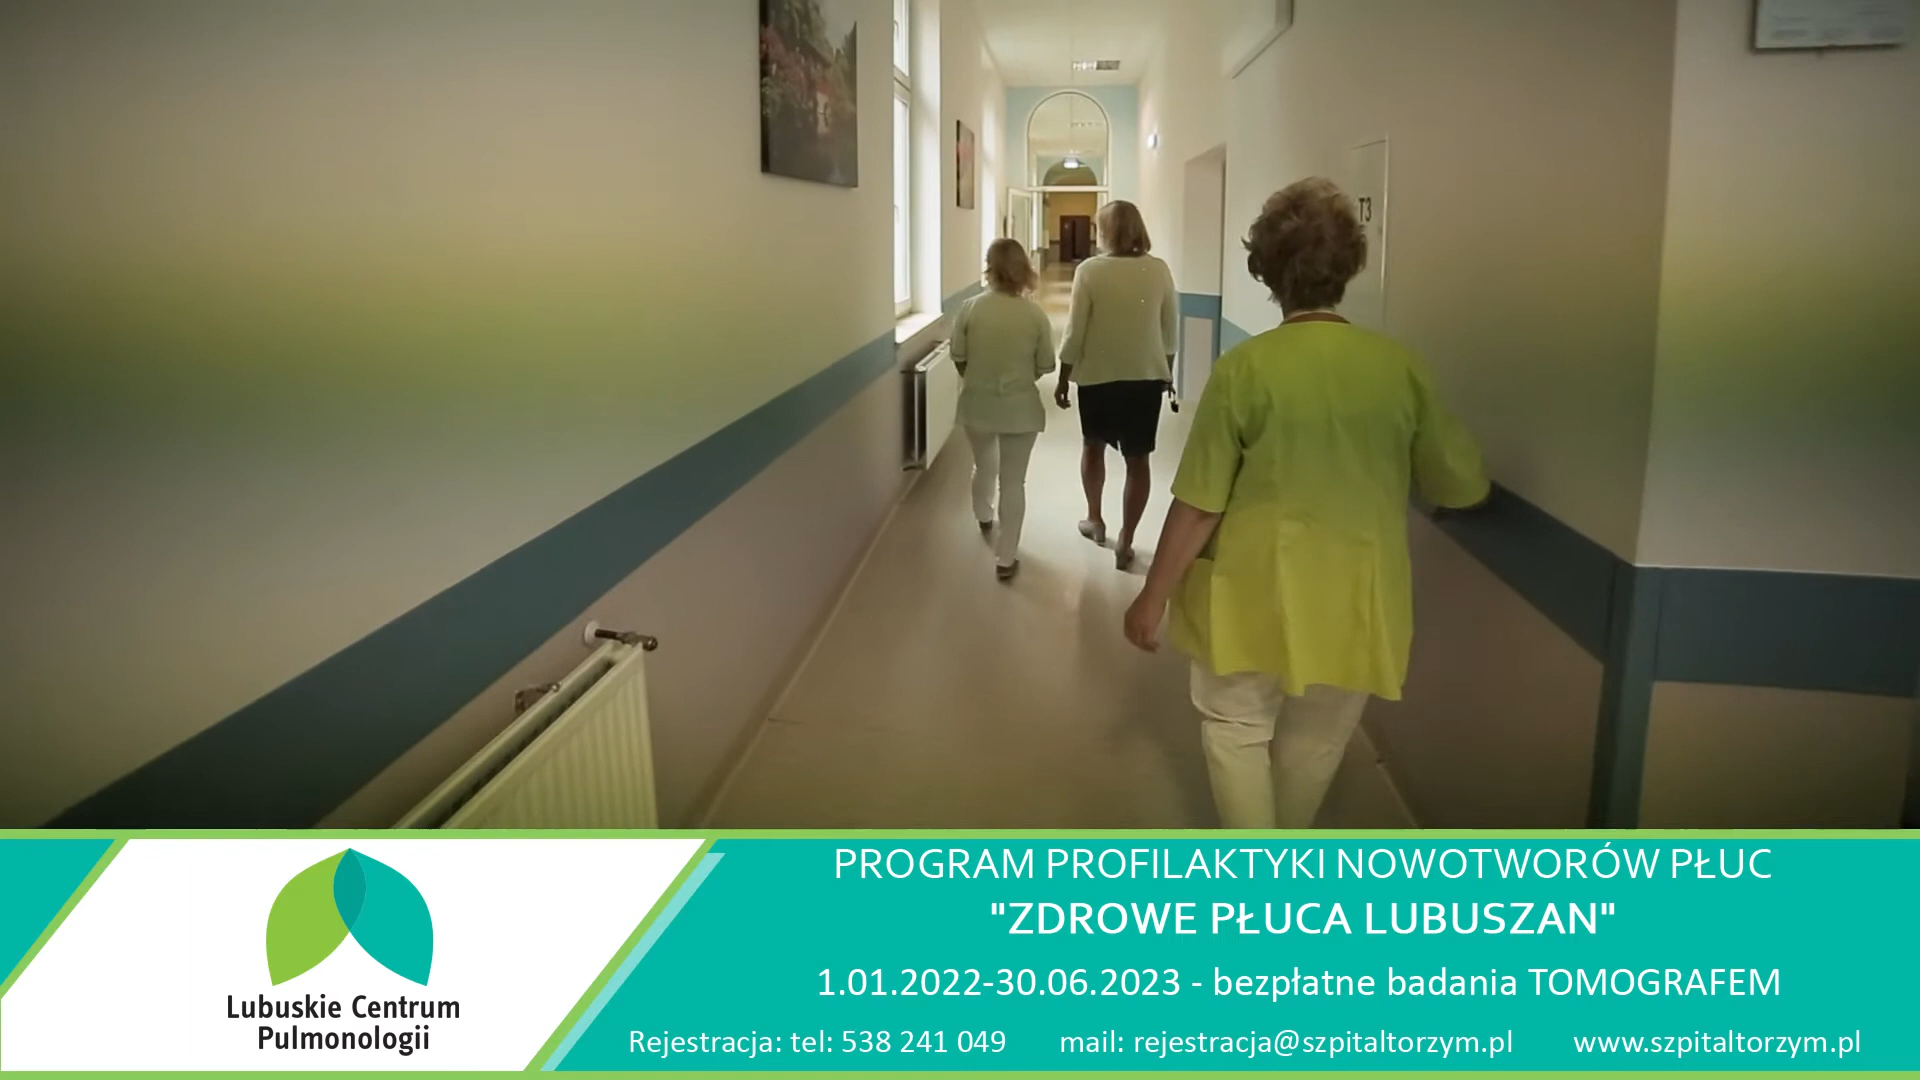 T3
PROGRAM PROFILAKTYKI NOWOTWORÓW PŁUC
"ZDROWE PŁUCA LUBUSZAN"
1.01.2022-30.06.2023 - bezpłatne badania TOMOGRAFEM
Rejestracja: tel: 538 241 049 mail: rejestracja@szpitaltorzym.pl www.szpitaltorzym.pl
Lubuskie Centrum
Pulmonologii